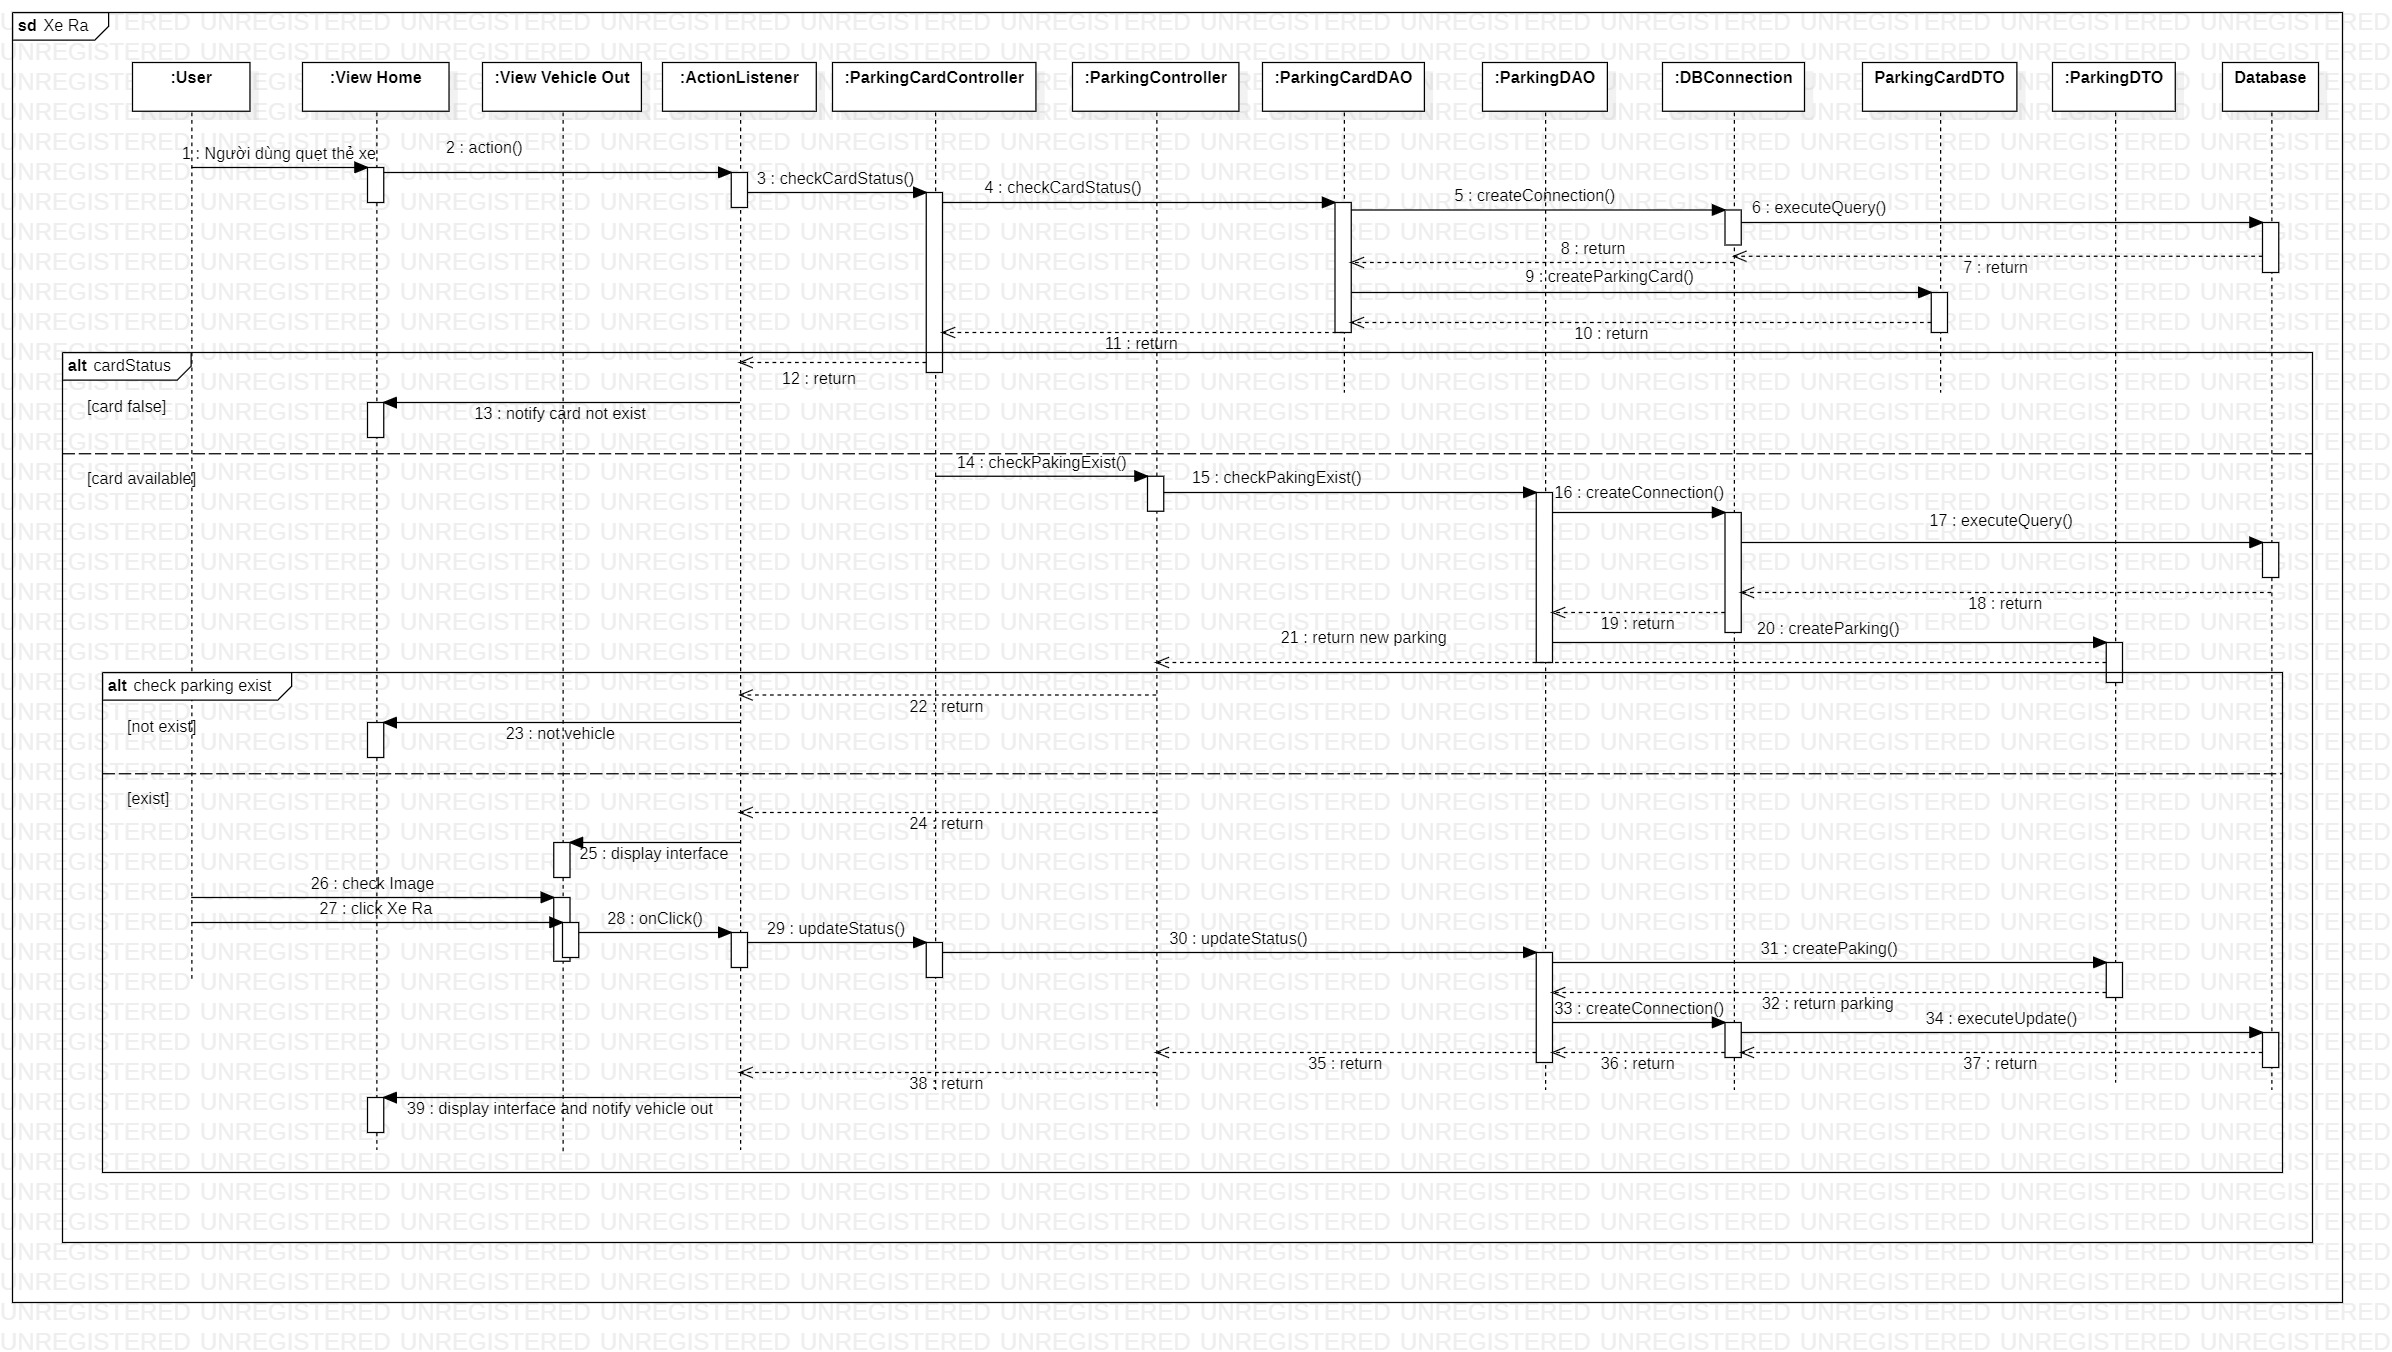 sd Xe Ra
:User
:View Home
:View Vehicle Out
:ActionListener
:ParkingCardController
:ParkingController
:ParkingCardDAO
:ParkingDAO
:DBConnection
ParkingCardDTO
:ParkingDTO
Database
1 : Người dùng quẹt thẻ xe
2 : action()
3 : checkCardStatus()
4 : checkCardStatus()
5 : createConnection()
6 : executeQuery()
8 : return
7 : return
9 : createParkingCard()
10 : return
11 : return
alt cardStatus
12 : return
[card false]
13 : notify card not exist
[card available]
14 : checkPakingExist()
15 : checkPakingExist()
16 : createConnection()
17 : executeQuery()
18 : return
19 : return
20 : createParking()
21 : return new parking
alt check parking exist
22 : return
[not exist]
23 : not vehicle
[exist]
24 : return
25 : display interface
26 : check Image
27 : click Xe Ra
28 : onClick()
29 : updateStatus()
30 : updateStatus()
31 : createPaking()
32 : return parking
33 : createConnection()
34 : executeUpdate()
35 : return
36 : return
37 : return
38 : return
39 : display interface and notify vehicle out
UNREGISTERED